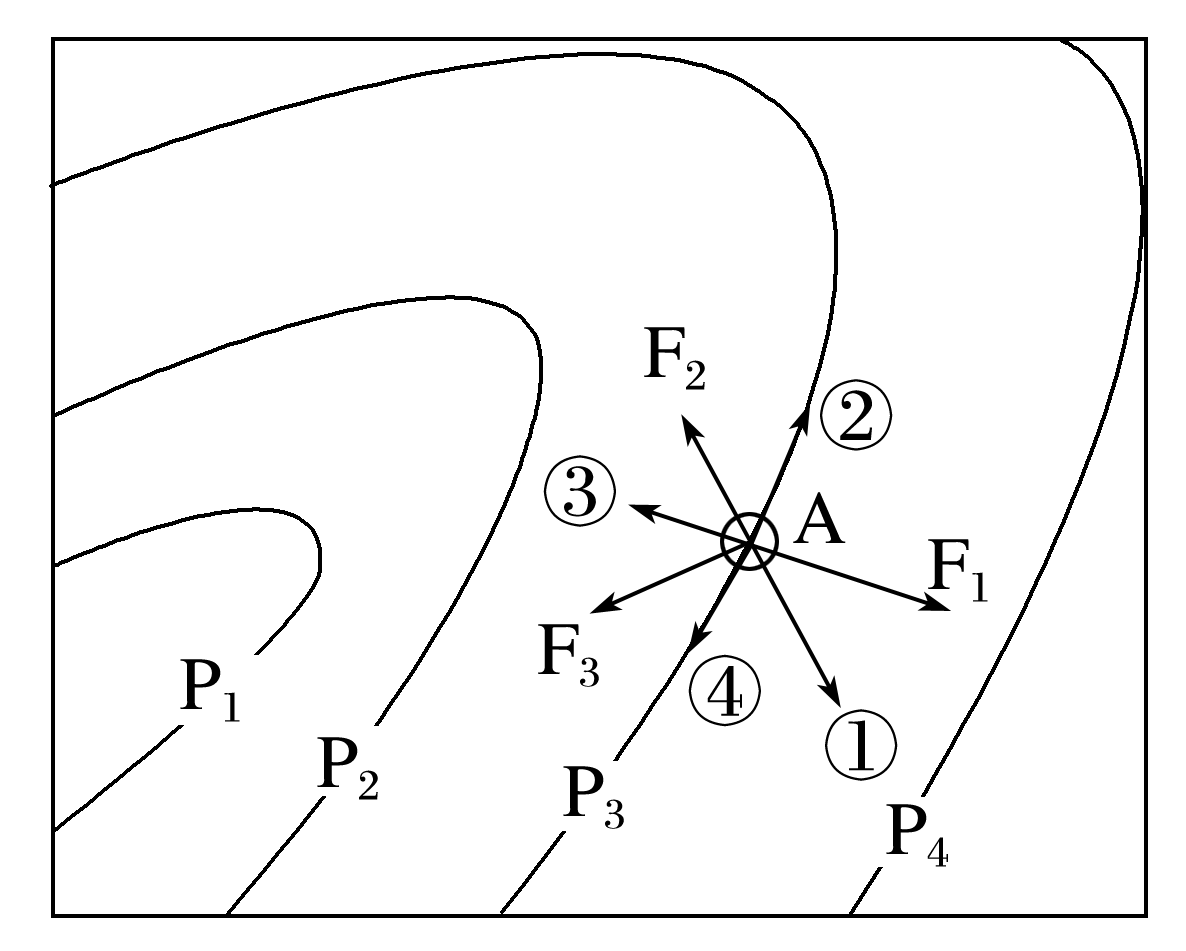 F₂
②
③
A
F₁
F₃
④
P₁
①
P₂
P₃
P₄